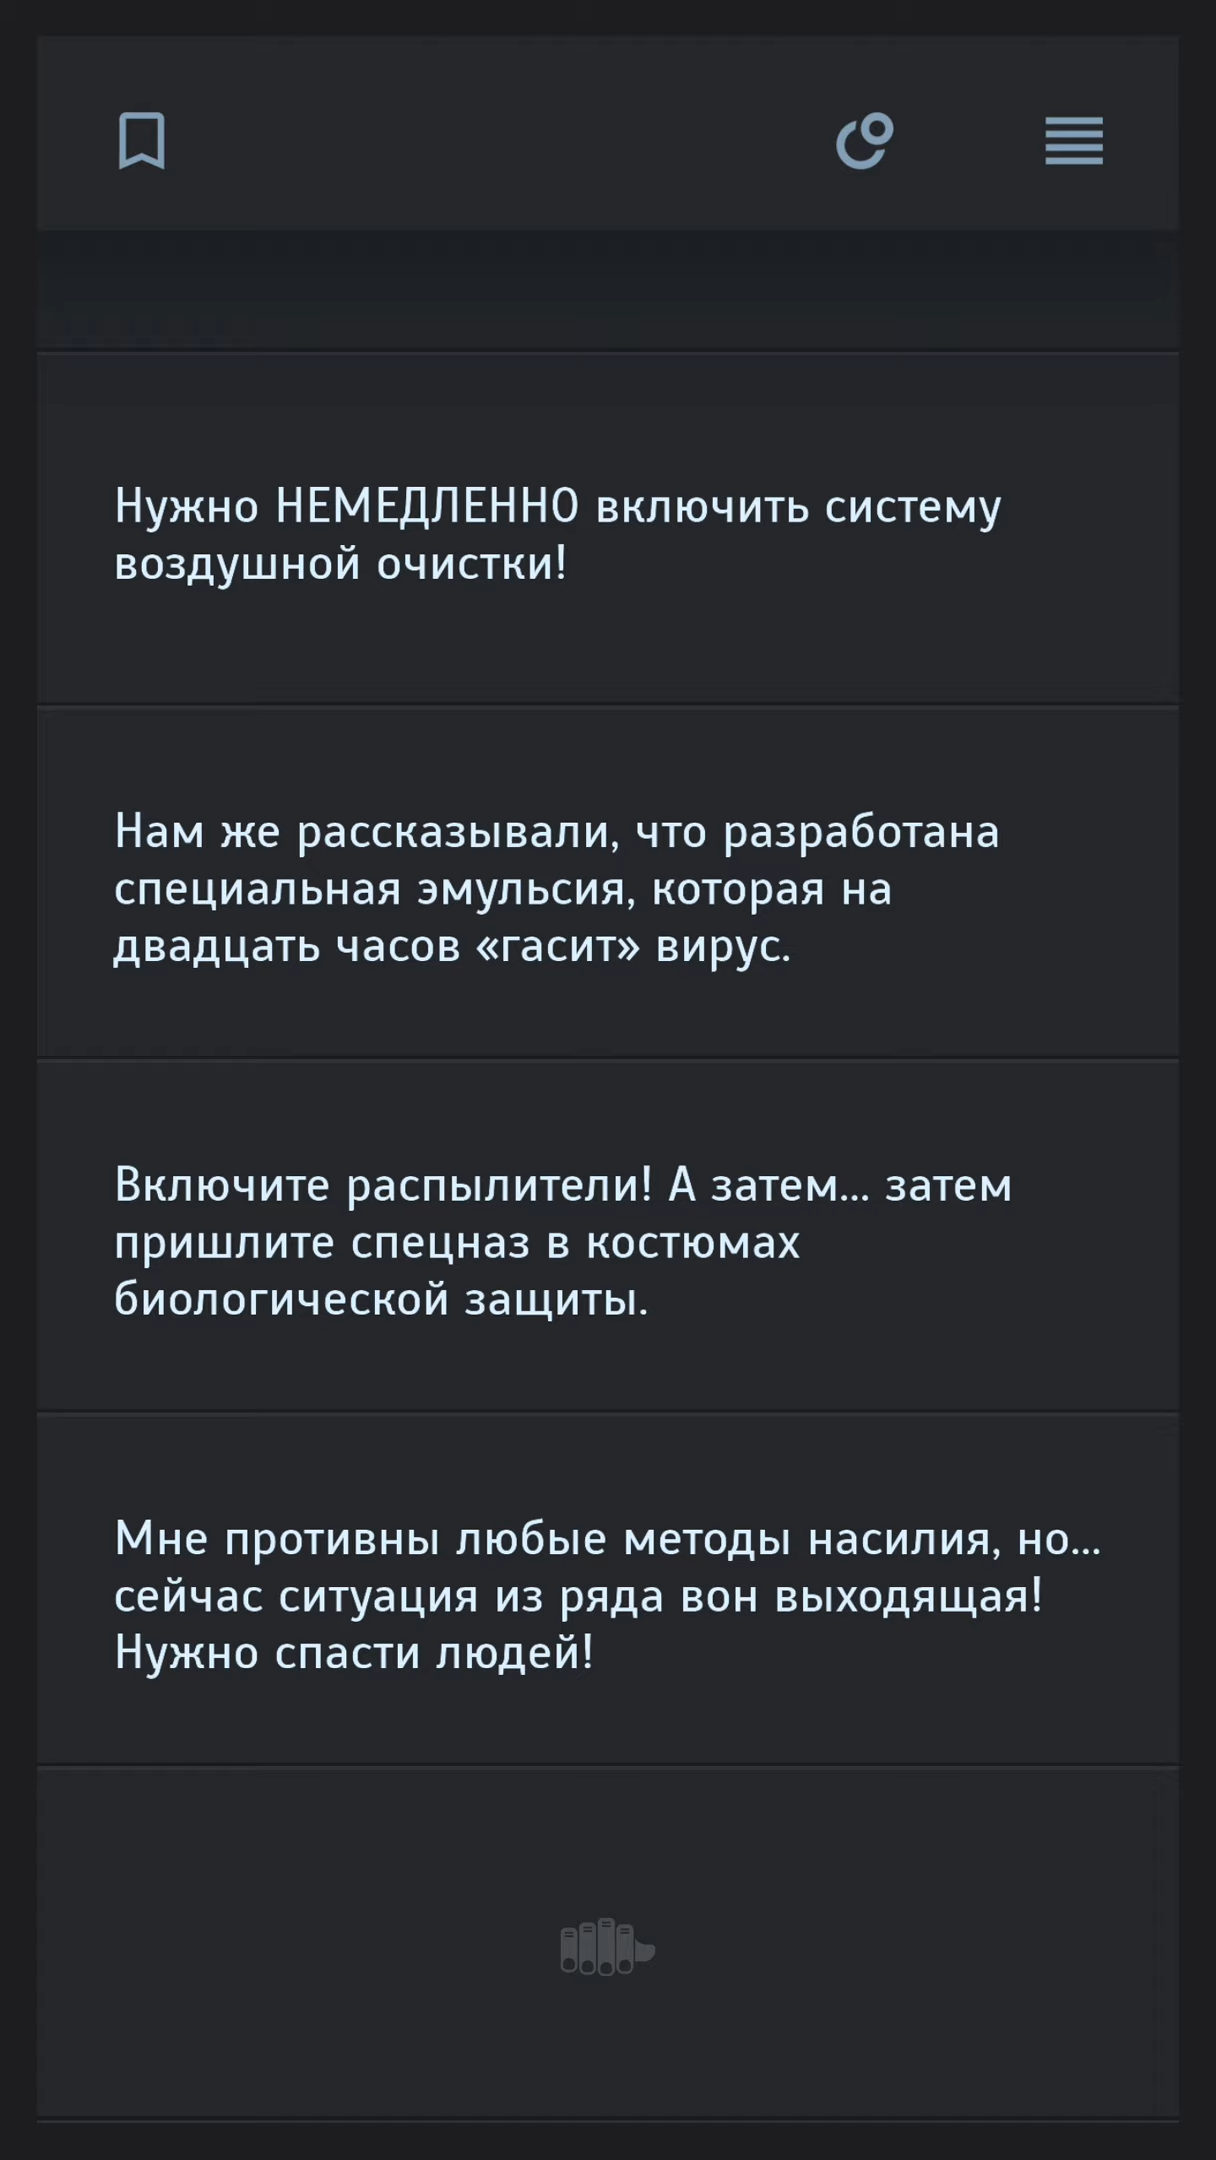 Нужно НЕМЕДЛЕННО включить систему
воздушной очистки!
Нам же рассказывали, что разработана
специальная эмульсия, которая на
двадцать часов «гасит» вирус.
Включите распылители! А затем... затем
пришлите спецназ в костюмах
биологической защиты.
Мне противны любые методы насилия, но...
сейчас ситуация из ряда вон выходящая!
Нужно спасти людей!